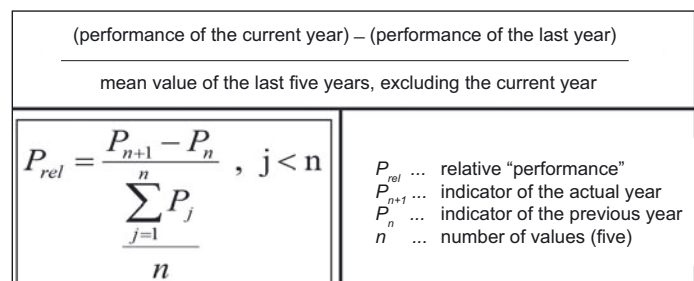 (performance of the current year) – (performance of the last year)
mean value of the last five years, excluding the current year
P_rel = (P_{n+1} − P_n) / ((∑_{j=1}^{n} P_j) / n) , j < n
P_rel ... relative “performance”
P_{n+1} ... indicator of the actual year
P_n ... indicator of the previous year
n ... number of values (five)